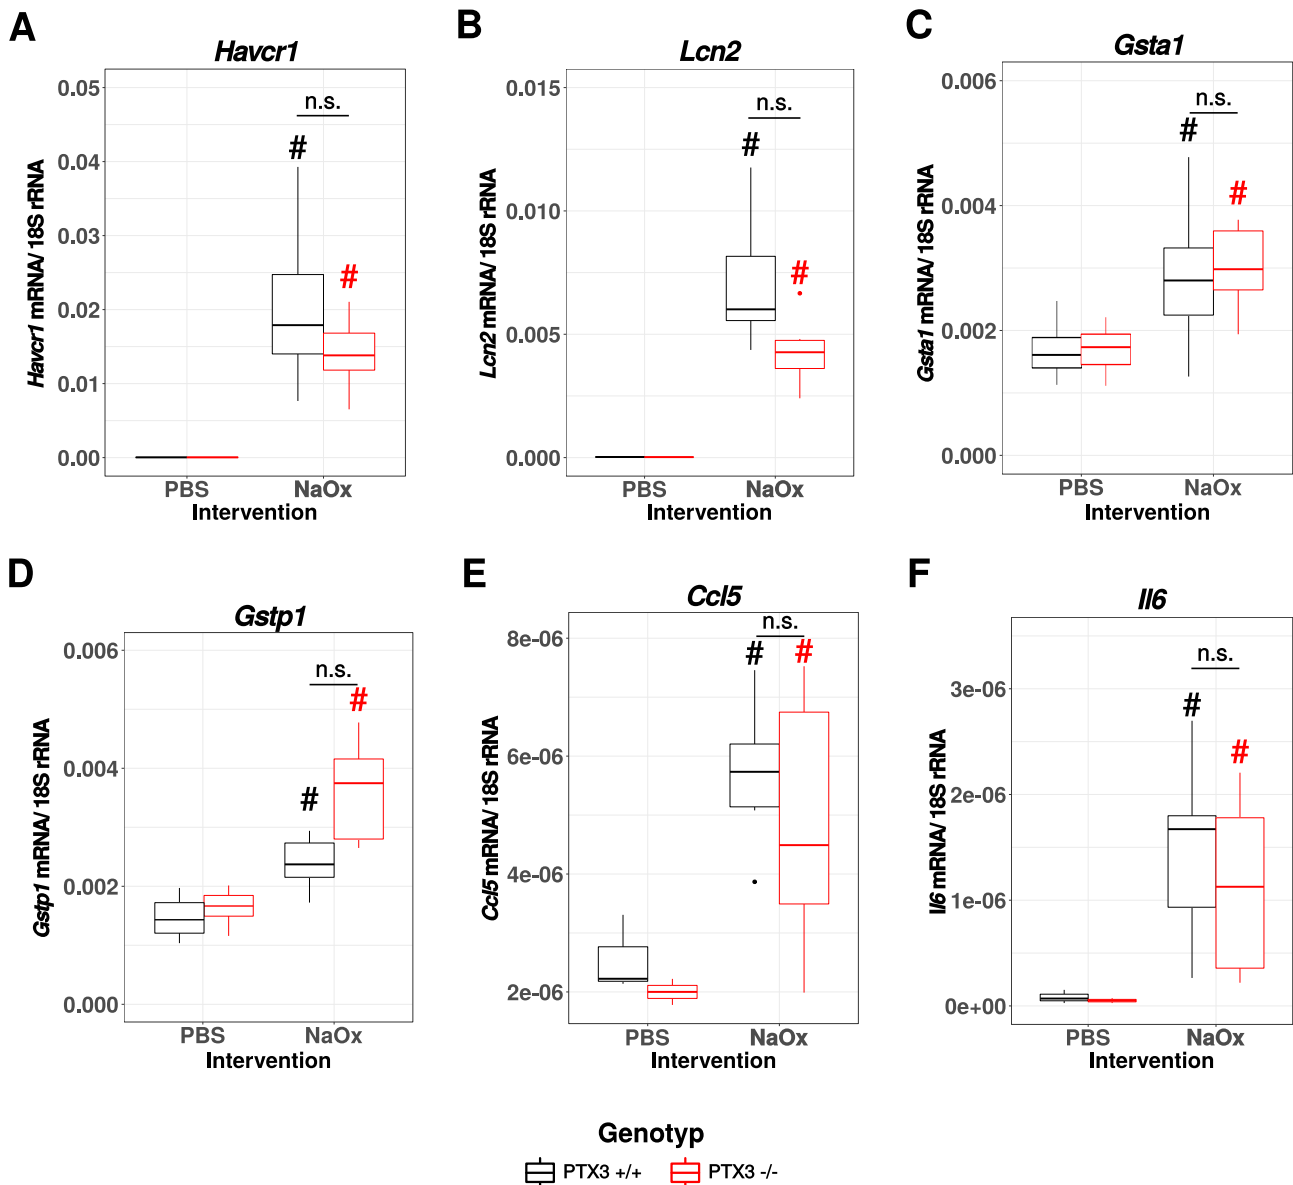 A
Havcr1
0.05
0.04
0.03
0.02
0.01
0.00
Havcr1 mRNA/ 18S rRNA
n.s.
#
#
PBS
NaOx
Intervention
B
Lcn2
0.015
0.010
0.005
0.000
Lcn2 mRNA/ 18S rRNA
n.s.
#
#
PBS
NaOx
Intervention
C
Gsta1
0.006
0.004
0.002
0.000
Gsta1 mRNA/ 18S rRNA
n.s.
#
#
PBS
NaOx
Intervention
D
Gstp1
0.006
0.004
0.002
0.000
Gstp1 mRNA/ 18S rRNA
n.s.
#
#
PBS
NaOx
Intervention
E
Ccl5
8e-06
6e-06
4e-06
2e-06
Ccl5 mRNA/ 18S rRNA
n.s.
#
#
PBS
NaOx
Intervention
F
Il6
3e-06
2e-06
1e-06
0e+00
Il6 mRNA/ 18S rRNA
n.s.
#
#
PBS
NaOx
Intervention
Genotyp
PTX3 +/+
PTX3 -/-